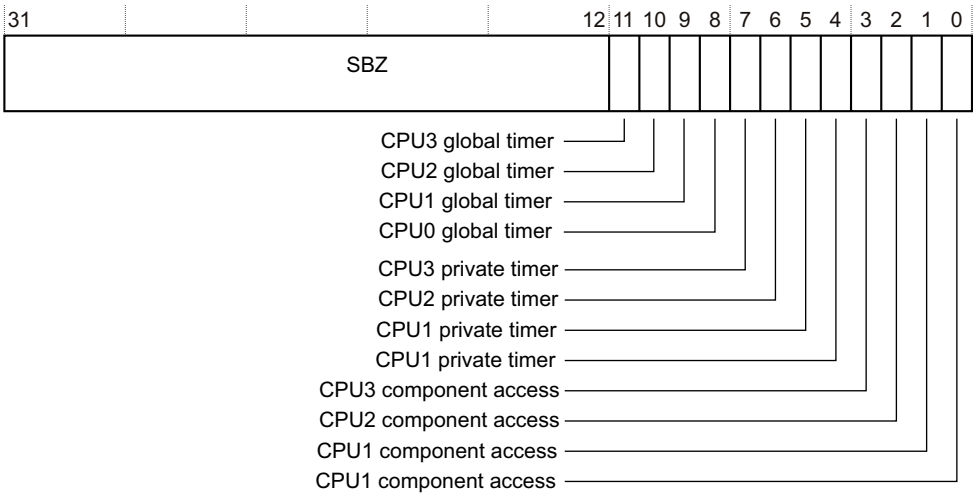 31 12 11 10 9 8 7 6 5 4 3 2 1 0
SBZ
CPU3 global timer
CPU2 global timer
CPU1 global timer
CPU0 global timer
CPU3 private timer
CPU2 private timer
CPU1 private timer
CPU1 private timer
CPU3 component access
CPU2 component access
CPU1 component access
CPU1 component access